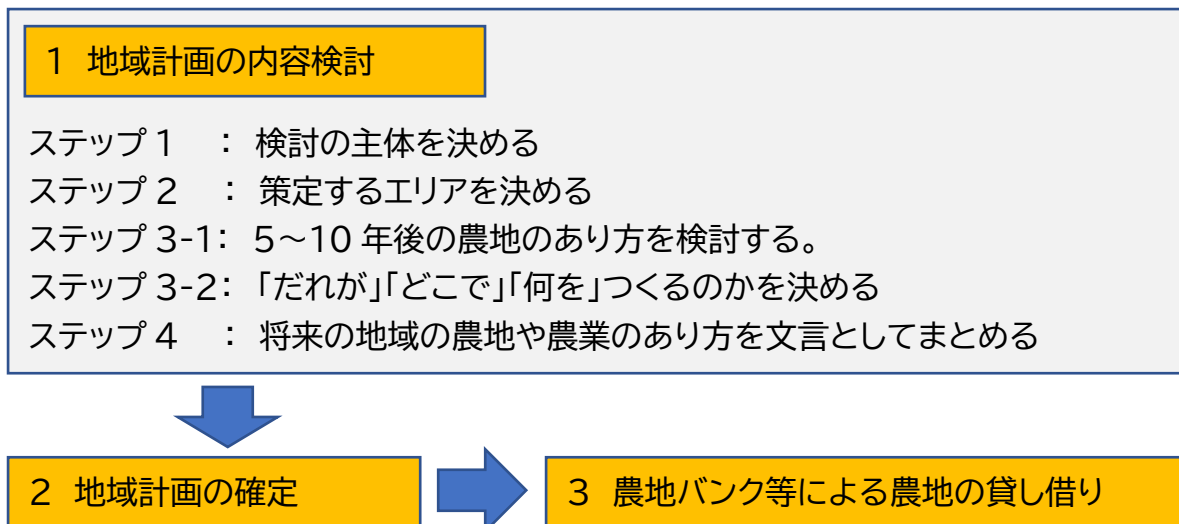 1 地域計画の内容検討
ステップ 1 : 検討の主体を決める
ステップ 2 : 策定するエリアを決める
ステップ 3-1: 5~10 年後の農地のあり方を検討する。
ステップ 3-2: 「だれが」「どこで」「何を」つくるのかを決める
ステップ 4 : 将来の地域の農地や農業のあり方を文言としてまとめる
2 地域計画の確定
3 農地バンク等による農地の貸し借り